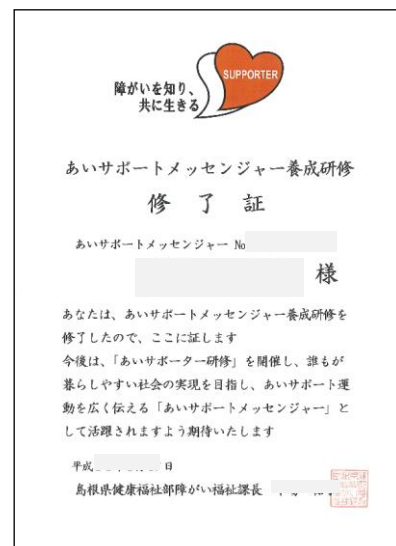 障がいを知り、
共に生きる
SUPPORTER
あいサポートメッセンジャー養成研修
修了証
あいサポートメッセンジャー №
様
あなたは、あいサポートメッセンジャー養成研修を
修了したので、ここに証します
今後は、「あいサポーター研修」を開催し、誰もが
暮らしやすい社会の実現を目指し、あいサポート運
動を広く伝える「あいサポートメッセンジャー」と
して活躍されますよう期待いたします
平成 日
島根県健康福祉部障がい福祉課長